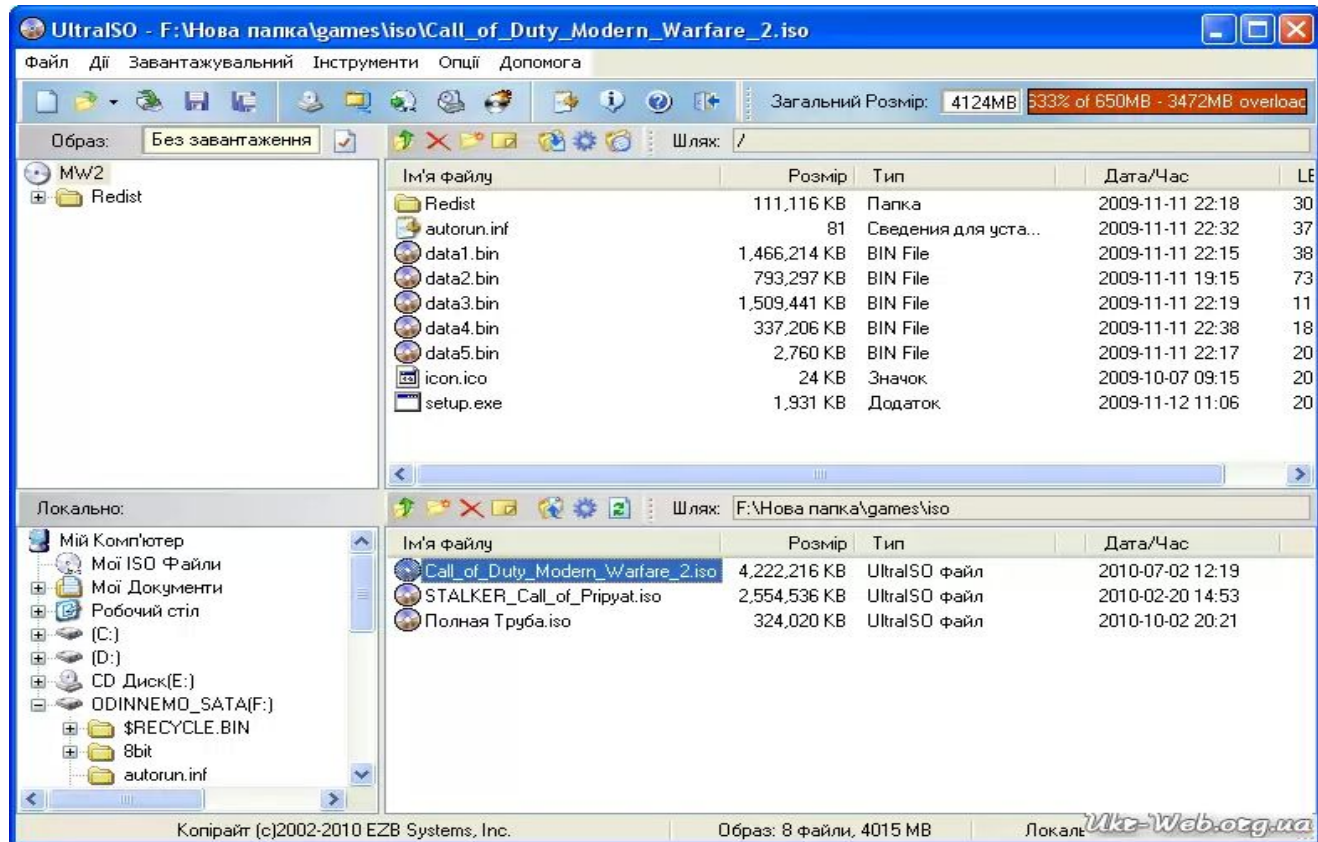 UltraISO - F:\Нова папка\games\iso\Call_of_Duty_Modern_Warfare_2.iso
Файл Дії Завантажувальний Інструменти Опції Допомога
Загальний Розмір: 4124MB 633% of 650MB - 3472MB overload
Образ: Без завантаження Шлях: /
MW2
Redist
Ім'я файлу Розмір Тип Дата/Час
Redist 111,116 KB Папка 2009-11-11 22:18 30
autorun.inf 81 Сведения для уста... 2009-11-11 22:32 37
data1.bin 1,466,214 KB BIN File 2009-11-11 22:15 38
data2.bin 793,297 KB BIN File 2009-11-11 19:15 73
data3.bin 1,509,441 KB BIN File 2009-11-11 22:19 11
data4.bin 337,206 KB BIN File 2009-11-11 22:38 18
data5.bin 2,760 KB BIN File 2009-11-11 22:17 20
icon.ico 24 KB Значок 2009-10-07 09:15 20
setup.exe 1,931 KB Додаток 2009-11-12 11:06 20
Локально: Шлях: F:\Нова папка\games\iso
Мій Комп'ютер
Мої ISO Файли
Мої Документи
Робочий стіл
(C:)
(D:)
CD Диск(E:)
ODINNEMO_SATA(F:)
$RECYCLE.BIN
8bit
autorun.inf
Ім'я файлу Розмір Тип Дата/Час
Call_of_Duty_Modern_Warfare_2.iso 4,222,216 KB UltraISO файл 2010-07-02 12:19
STALKER_Call_of_Pripyat.iso 2,554,536 KB UltraISO файл 2010-02-20 14:53
Полная Труба.iso 324,020 KB UltraISO файл 2010-10-02 20:21
Копірайт (c)2002-2010 EZB Systems, Inc. Образ: 8 файли, 4015 MB Локаль
Ukr-Web.org.ua